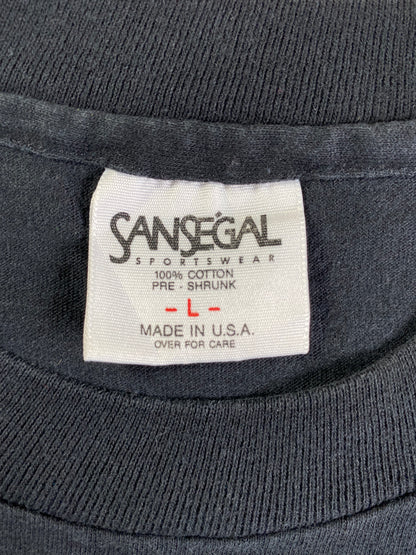 SANSEGAL
SPORTSWEAR
100% COTTON
PRE - SHRUNK
- L -
MADE IN U.S.A.
OVER FOR CARE